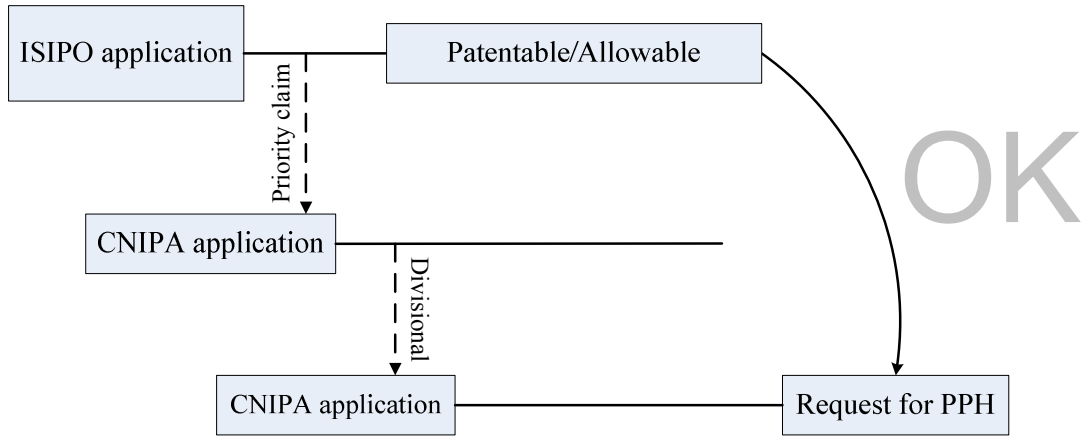 ISIPO application
Patentable/Allowable
Priority claim
OK
CNIPA application
Divisional
CNIPA application
Request for PPH